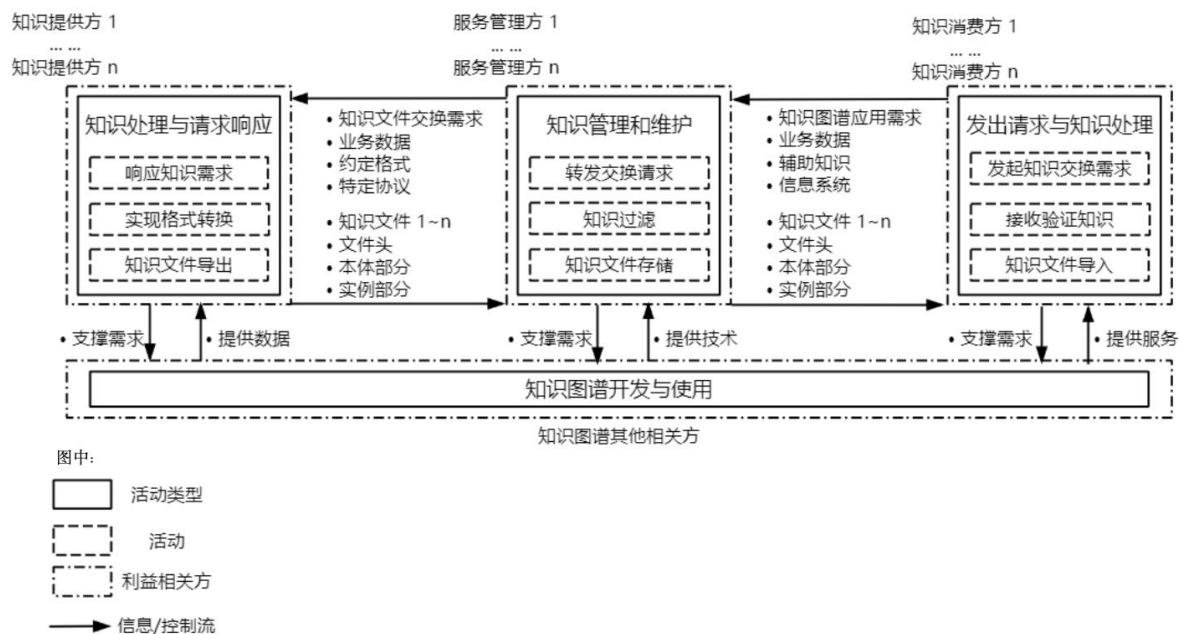 知识提供方 1
… …
知识提供方 n
服务管理方 1
… …
服务管理方 n
知识消费方 1
… …
知识消费方 n
知识处理与请求响应
响应知识需求
实现格式转换
知识文件导出
• 知识文件交换需求
• 业务数据
• 约定格式
• 特定协议
• 知识文件 1~n
• 文件头
• 本体部分
• 实例部分
知识管理和维护
转发交换请求
知识过滤
知识文件存储
• 知识图谱应用需求
• 业务数据
• 辅助知识
• 信息系统
• 知识文件 1~n
• 文件头
• 本体部分
• 实例部分
发出请求与知识处理
发起知识交换需求
接收验证知识
知识文件导入
• 支撑需求
• 提供数据
• 支撑需求
• 提供技术
• 支撑需求
• 提供服务
知识图谱开发与使用
知识图谱其他相关方
图中:
活动类型
活动
利益相关方
信息/控制流